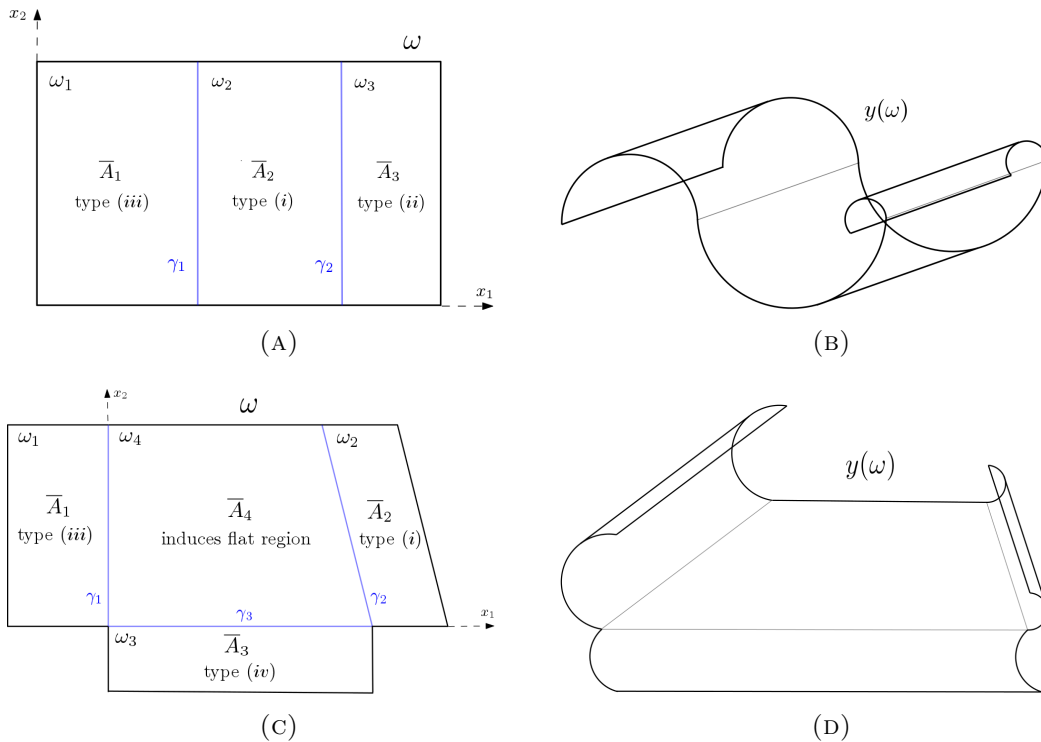 x₂
ω
ω₁
ω₂
ω₃
A̅₁
type (iii)
A̅₂
type (i)
A̅₃
type (ii)
γ₁
γ₂
x₁
(A)
y(ω)
(B)
x₂
ω
ω₁
ω₄
ω₂
A̅₁
type (iii)
A̅₄
induces flat region
A̅₂
type (i)
γ₁
γ₃
γ₂
x₁
ω₃
A̅₃
type (iv)
(C)
y(ω)
(D)